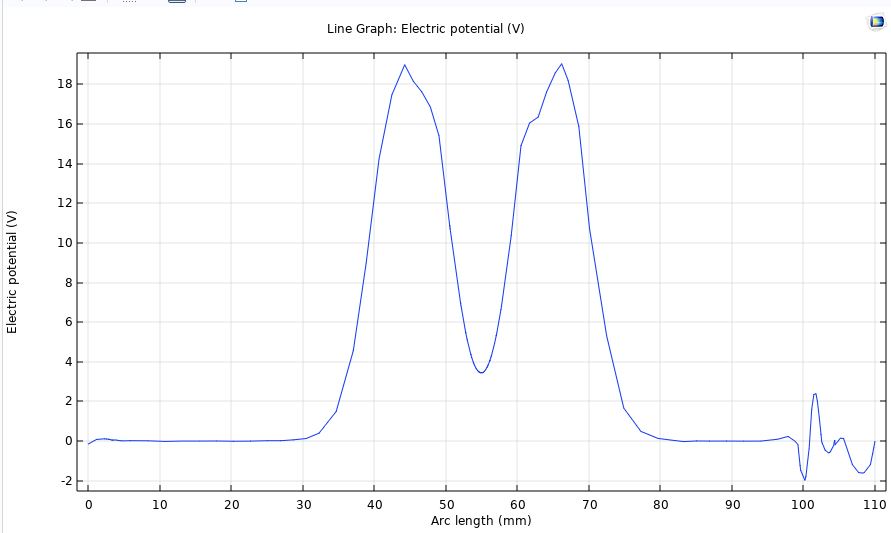 Line Graph: Electric potential (V)
Electric potential (V)
18
16
14
12
10
8
6
4
2
0
-2
0 10 20 30 40 50 60 70 80 90 100 110
Arc length (mm)